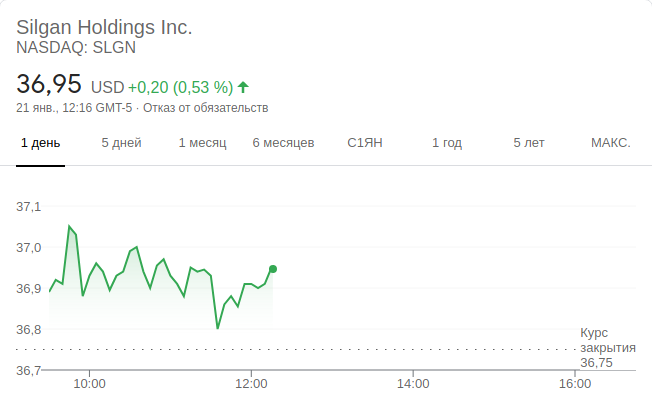 Silgan Holdings Inc.
NASDAQ: SLGN
36,95 USD +0,20 (0,53 %)
21 янв., 12:16 GMT-5 · Отказ от обязательств
1 день 5 дней 1 месяц 6 месяцев С1ЯН 1 год 5 лет МАКС.
37,1
37,0
36,9
36,8
Курс
закрытия
36,75
36,7
10:00 12:00 14:00 16:00